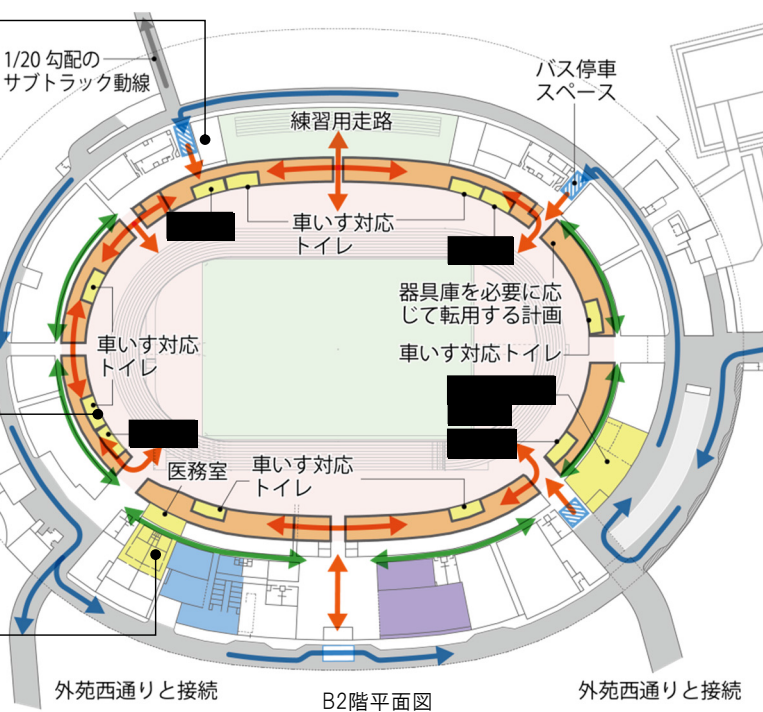 1/20 勾配の
サブトラック動線
バス停車
スペース
練習用走路
車いす対応
トイレ
器具庫を必要に応
じて転用する計画
車いす対応
トイレ
車いす対応トイレ
医務室
車いす対応
トイレ
外苑西通りと接続
B2階平面図
外苑西通りと接続